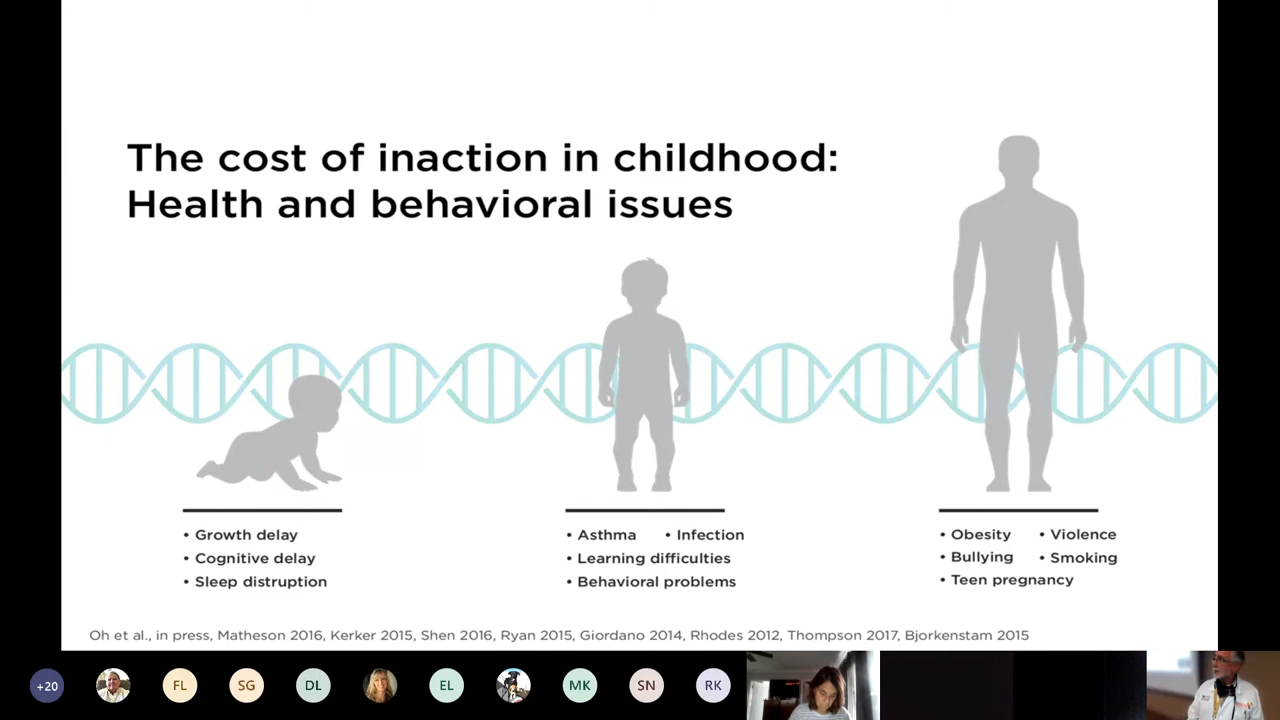 The cost of inaction in childhood:
Health and behavioral issues
• Growth delay
• Cognitive delay
• Sleep distruption
• Asthma • Infection
• Learning difficulties
• Behavioral problems
• Obesity • Violence
• Bullying • Smoking
• Teen pregnancy
Oh et al., in press, Matheson 2016, Kerker 2015, Shen 2016, Ryan 2015, Giordano 2014, Rhodes 2012, Thompson 2017, Bjorkenstam 2015
+20 FL SG DL EL MK SN RK